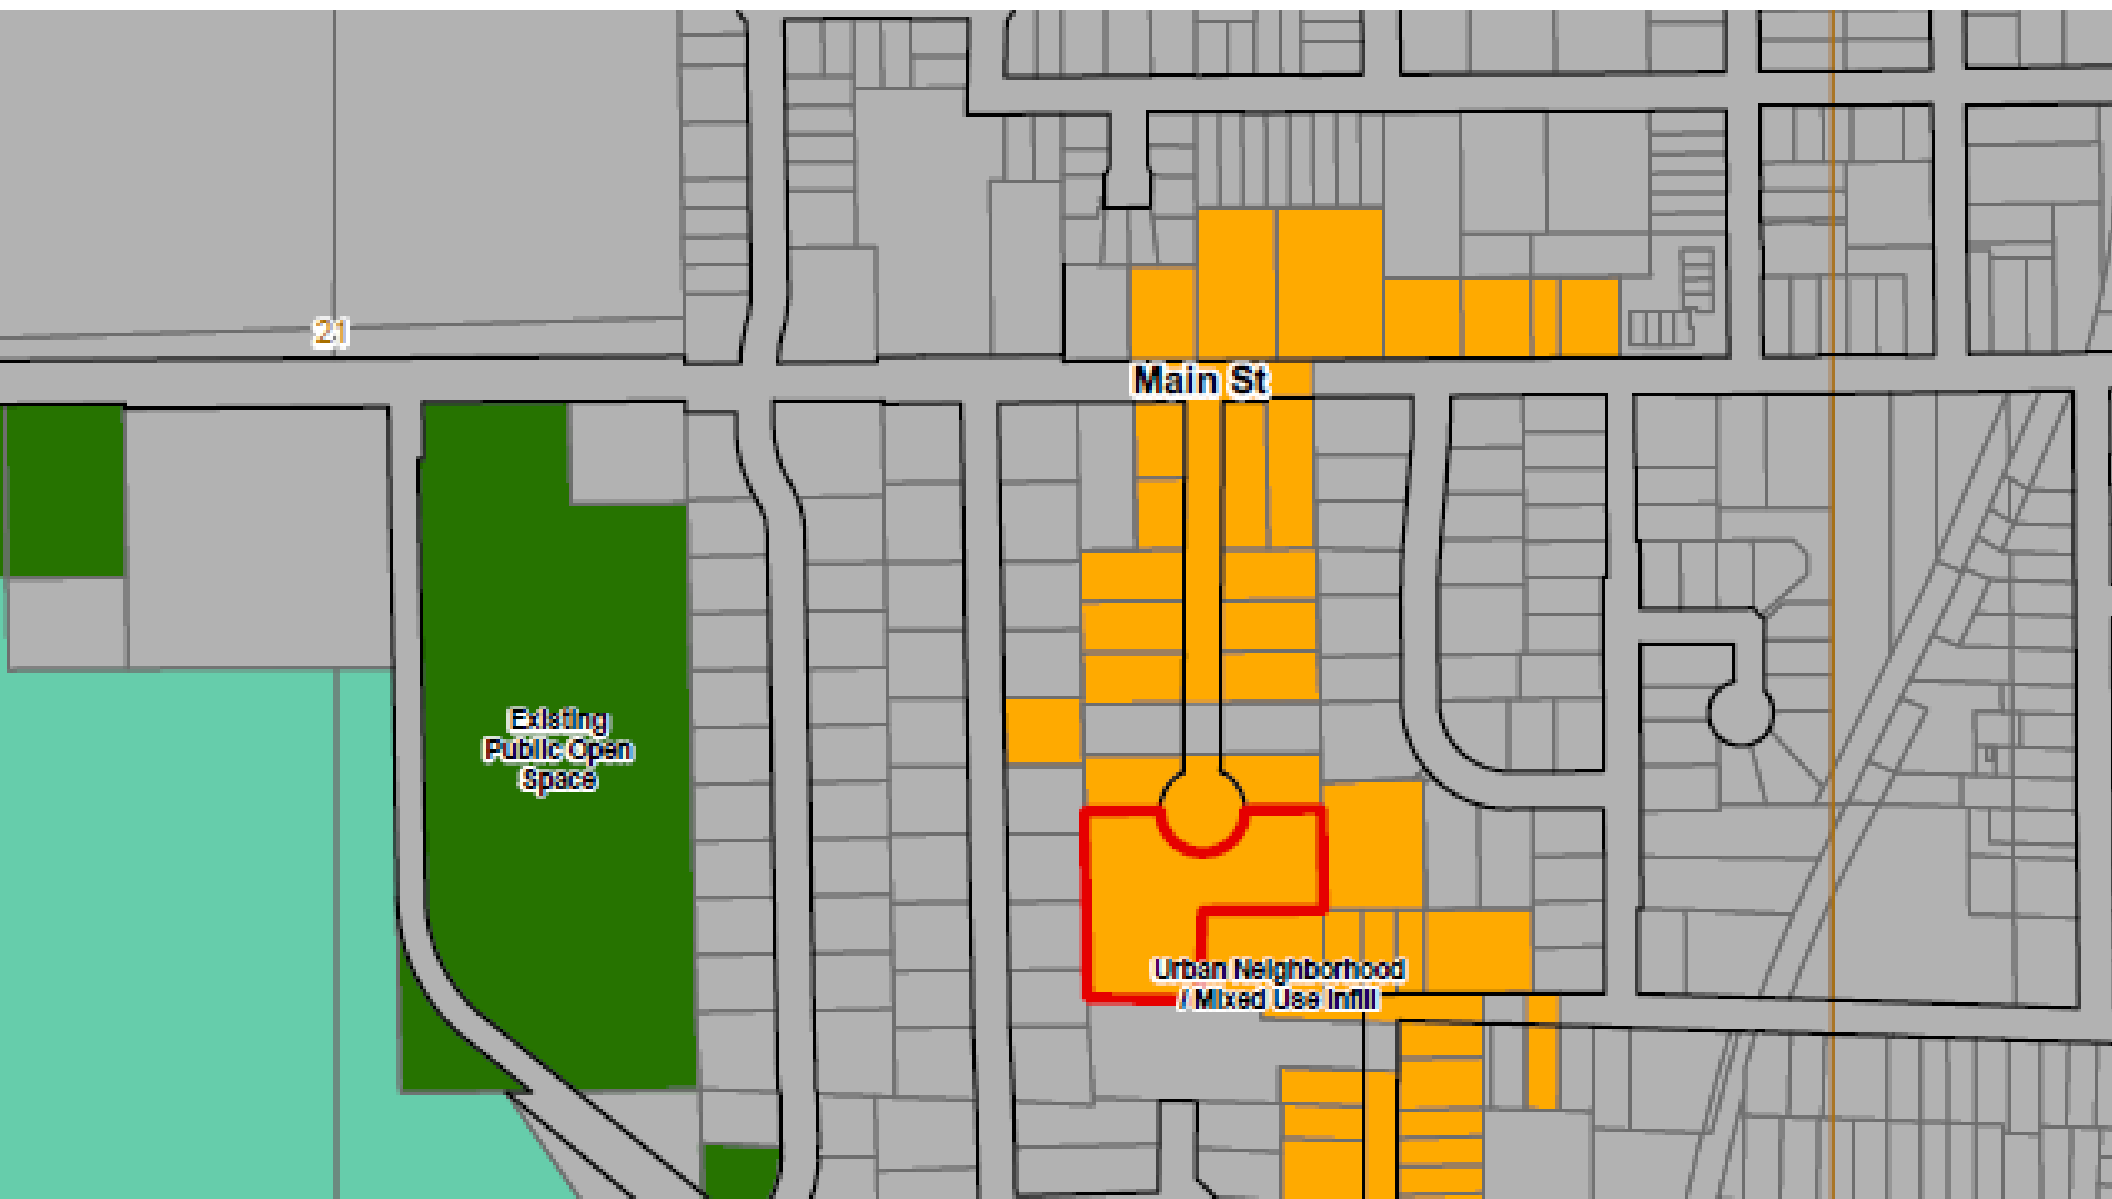 21
Main St
Existing
Public Open
Space
Urban Neighborhood
/ Mixed Use Infill